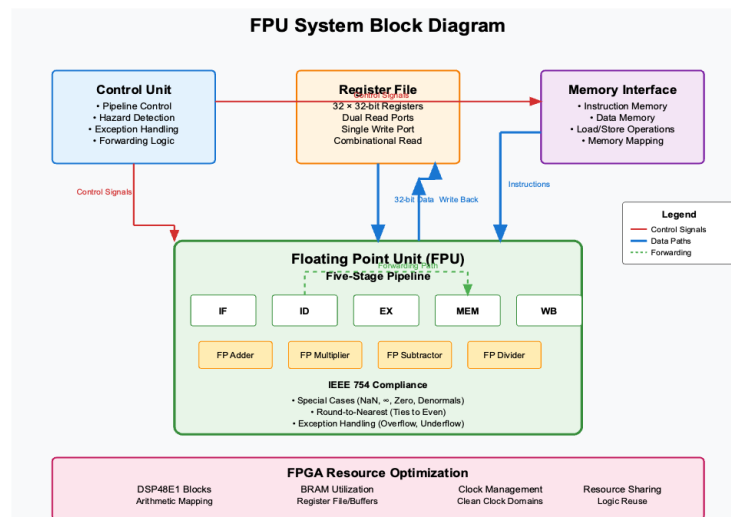 FPU System Block Diagram
Control Unit
• Pipeline Control
• Hazard Detection
• Exception Handling
• Forwarding Logic
Register File
Control Signals
32 × 32-bit Registers
Dual Read Ports
Single Write Port
Combinational Read
Memory Interface
• Instruction Memory
• Data Memory
• Load/Store Operations
• Memory Mapping
Control Signals
32-bit Data
Write Back
Instructions
Legend
Control Signals
Data Paths
Forwarding
Floating Point Unit (FPU)
Forwarding Path
Five-Stage Pipeline
IF
ID
EX
MEM
WB
FP Adder
FP Multiplier
FP Subtractor
FP Divider
IEEE 754 Compliance
• Special Cases (NaN, ∞, Zero, Denormals)
• Round-to-Nearest (Ties to Even)
• Exception Handling (Overflow, Underflow)
FPGA Resource Optimization
DSP48E1 Blocks
Arithmetic Mapping
BRAM Utilization
Register File/Buffers
Clock Management
Clean Clock Domains
Resource Sharing
Logic Reuse